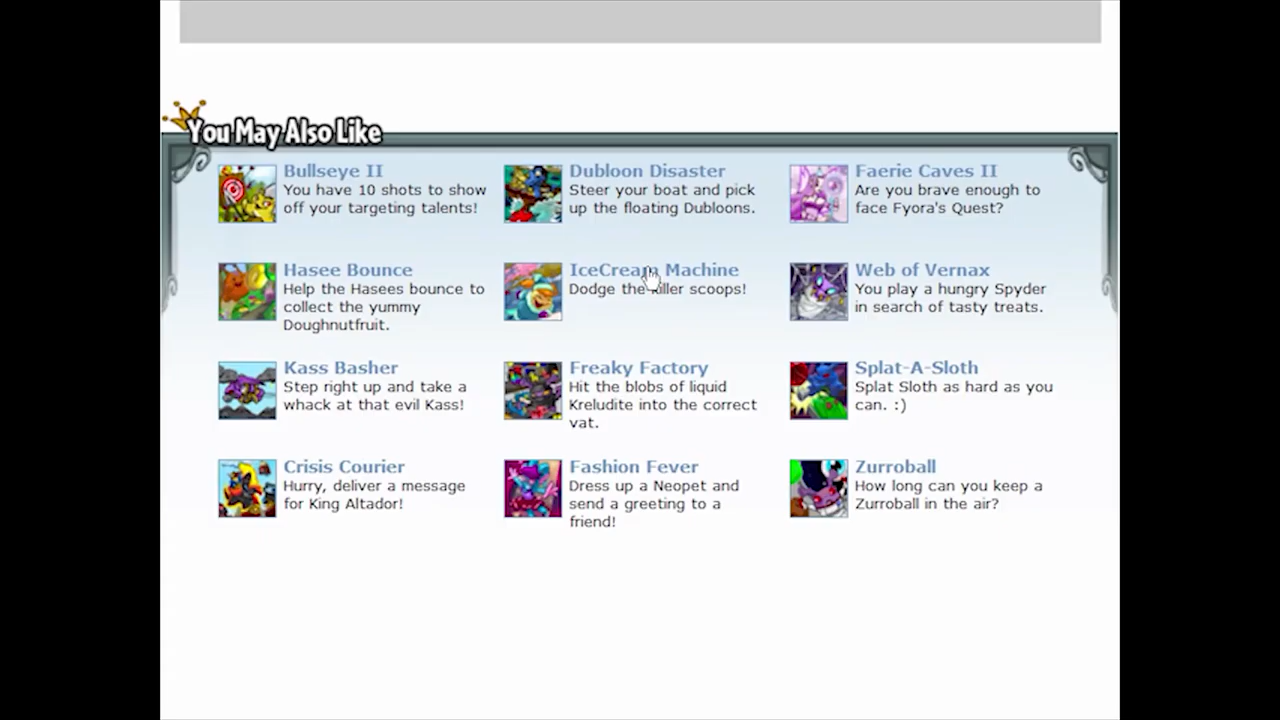 You May Also Like
Bullseye II
You have 10 shots to show
off your targeting talents!
Dubloon Disaster
Steer your boat and pick
up the floating Dubloons.
Faerie Caves II
Are you brave enough to
face Fyora's Quest?
Hasee Bounce
Help the Hasees bounce to
collect the yummy
Doughnutfruit.
IceCream Machine
Dodge the killer scoops!
Web of Vernax
You play a hungry Spyder
in search of tasty treats.
Kass Basher
Step right up and take a
whack at that evil Kass!
Freaky Factory
Hit the blobs of liquid
Kreludite into the correct
vat.
Splat-A-Sloth
Splat Sloth as hard as you
can. :)
Crisis Courier
Hurry, deliver a message
for King Altador!
Fashion Fever
Dress up a Neopet and
send a greeting to a
friend!
Zurroball
How long can you keep a
Zurroball in the air?